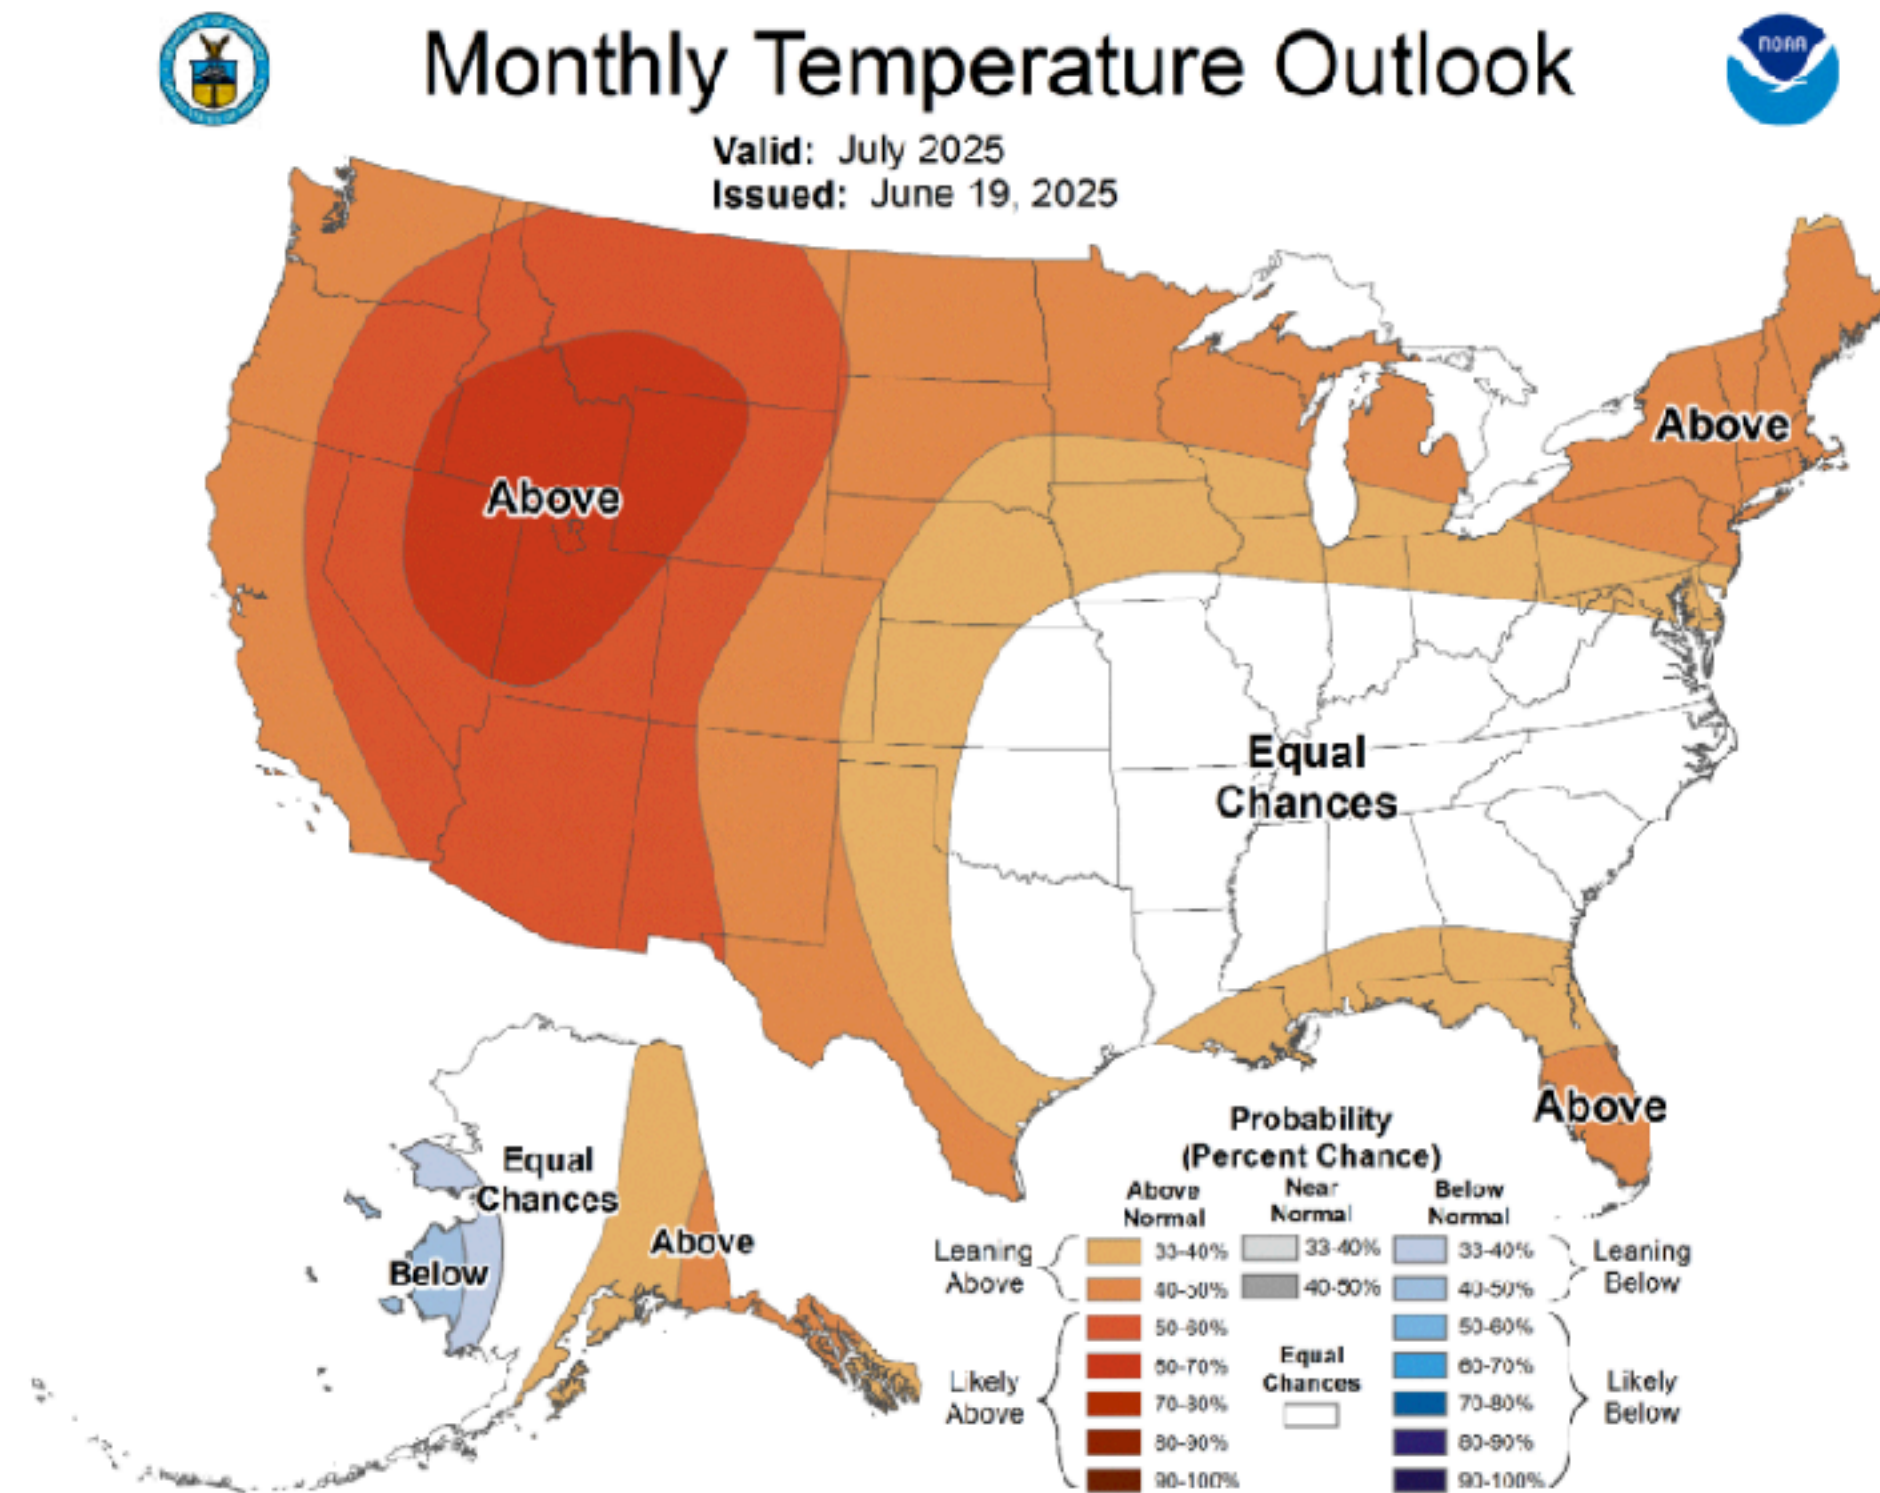 Monthly Temperature Outlook
noaa
Valid: July 2025
Issued: June 19, 2025
Above
Above
Equal
Chances
Above
Equal
Chances
Above
Below
Probability
(Percent Chance)
Above
Normal
Near
Normal
Below
Normal
Leaning
Above
33-40%
40-50%
33-40%
40-50%
33-40%
40-50%
Leaning
Below
Likely
Above
50-60%
60-70%
70-80%
80-90%
90-100%
Equal
Chances
50-60%
60-70%
70-80%
80-90%
90-100%
Likely
Below